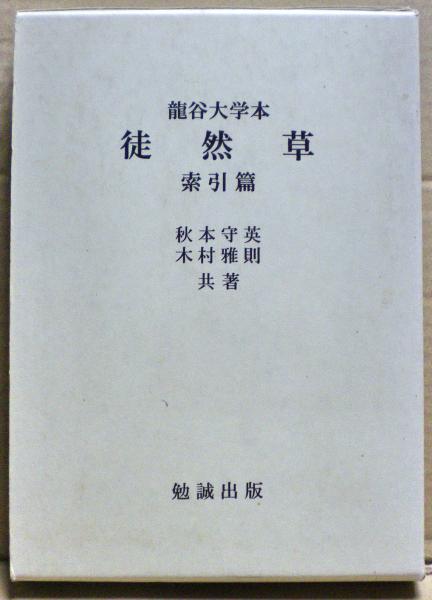 龍谷大学本
徒然草
索引篇
秋本守英
木村雅則
共著
勉誠出版